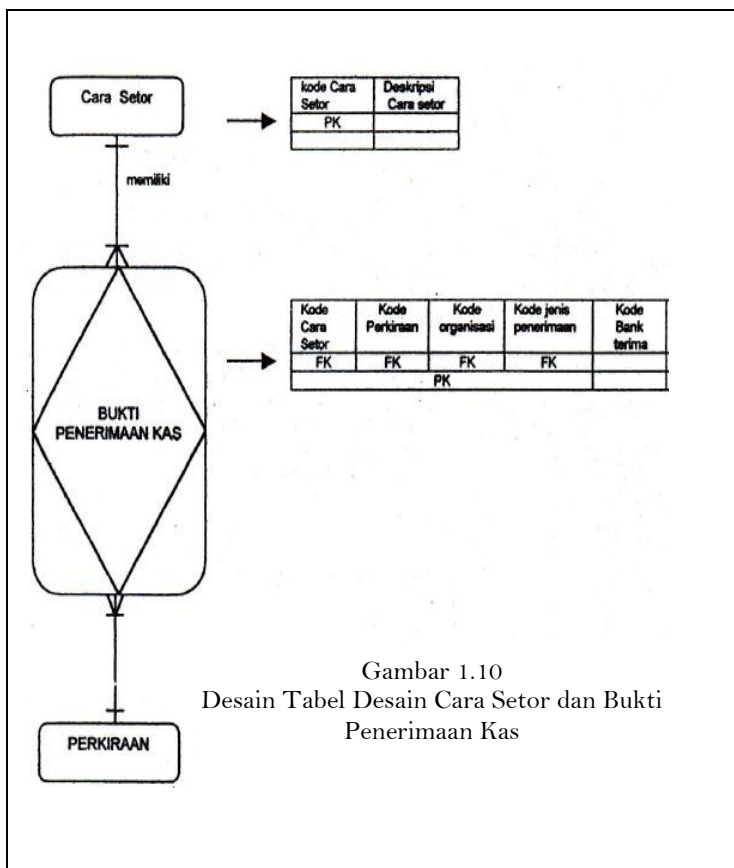 Cara Setor
kode Cara Setor
Deskripsi Cara setor
PK
memiliki
Kode Cara Setor
Kode Perkiraan
Kode organisasi
Kode jenis penerimaan
Kode Bank terima
FK FK FK FK
PK
BUKTI
PENERIMAAN KAS
Gambar 1.10
Desain Tabel Desain Cara Setor dan Bukti
Penerimaan Kas
PERKIRAAN